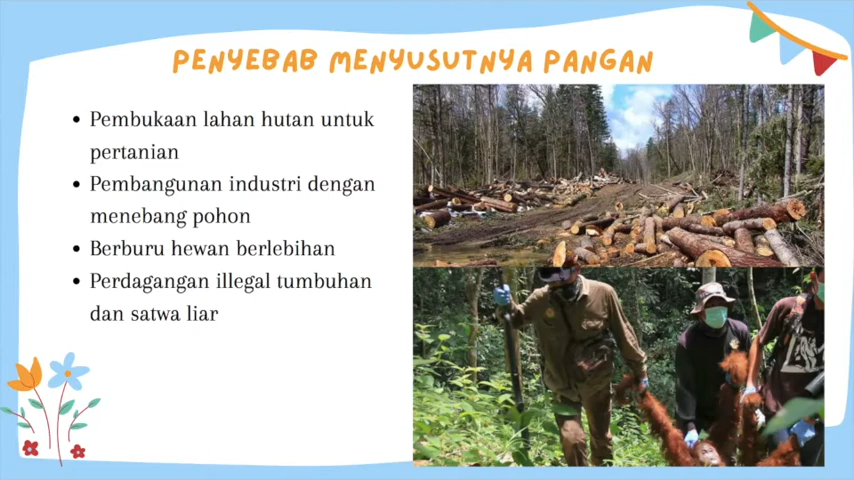 PENYEBAB MENYUSUTNYA PANGAN
• Pembukaan lahan hutan untuk
pertanian
• Pembangunan industri dengan
menebang pohon
• Berburu hewan berlebihan
• Perdagangan illegal tumbuhan
dan satwa liar